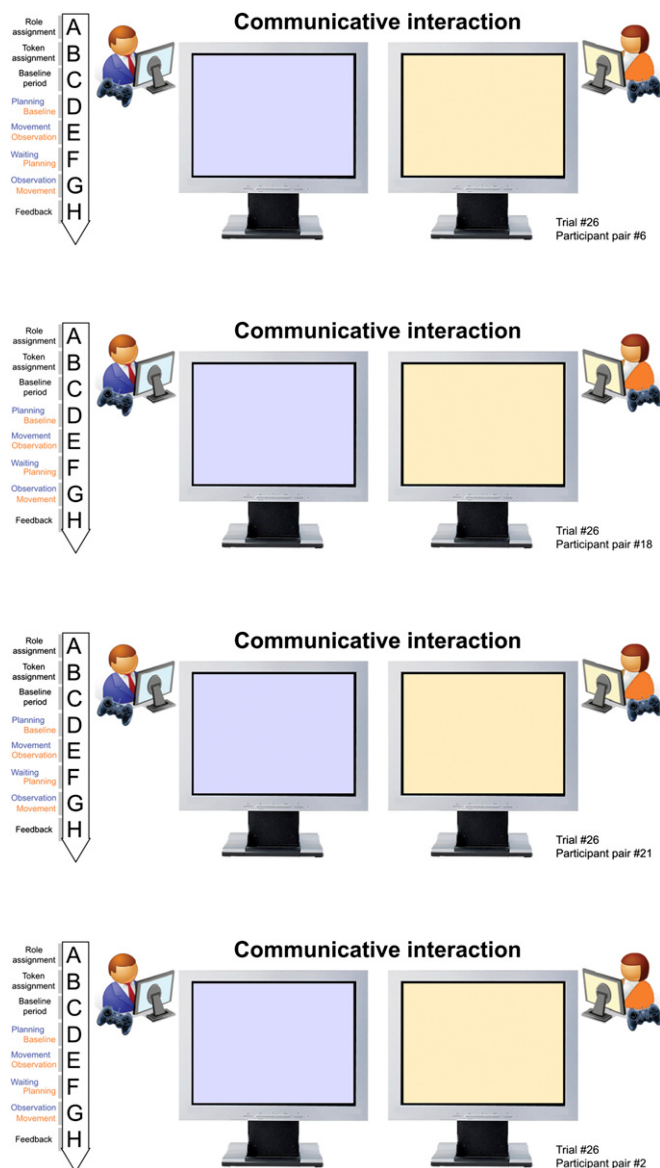 Communicative interaction
Role
assignment
A
Token
assignment
B
Baseline
period
C
Planning
Baseline
D
Movement
Observation
E
Waiting
Planning
F
Observation
Movement
G
Feedback
H
Trial #26
Participant pair #6
Communicative interaction
Role
assignment
A
Token
assignment
B
Baseline
period
C
Planning
Baseline
D
Movement
Observation
E
Waiting
Planning
F
Observation
Movement
G
Feedback
H
Trial #26
Participant pair #18
Communicative interaction
Role
assignment
A
Token
assignment
B
Baseline
period
C
Planning
Baseline
D
Movement
Observation
E
Waiting
Planning
F
Observation
Movement
G
Feedback
H
Trial #26
Participant pair #21
Communicative interaction
Role
assignment
A
Token
assignment
B
Baseline
period
C
Planning
Baseline
D
Movement
Observation
E
Waiting
Planning
F
Observation
Movement
G
Feedback
H
Trial #26
Participant pair #2